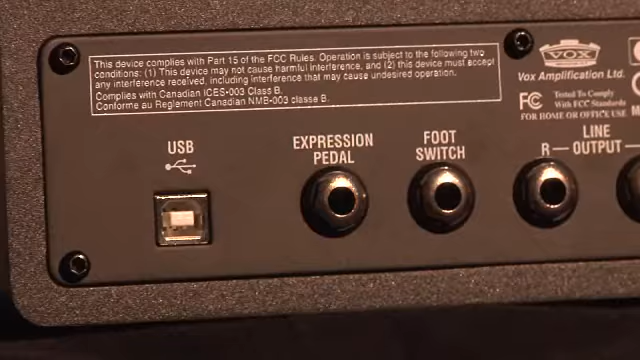 This device complies with Part 15 of the FCC Rules. Operation is subject to the following two
conditions: (1) This device may not cause harmful interference, and (2) this device must accept
any interference received, including interference that may cause undesired operation.
Complies with Canadian ICES-003 Class B.
Conforme au Reglement Canadian NMB-003 classe B.
VOX
Vox Amplification Ltd.
FC Tested To Comply
With FCC Standards
FOR HOME OR OFFICE USE
USB
EXPRESSION
PEDAL
FOOT
SWITCH
LINE
R OUTPUT